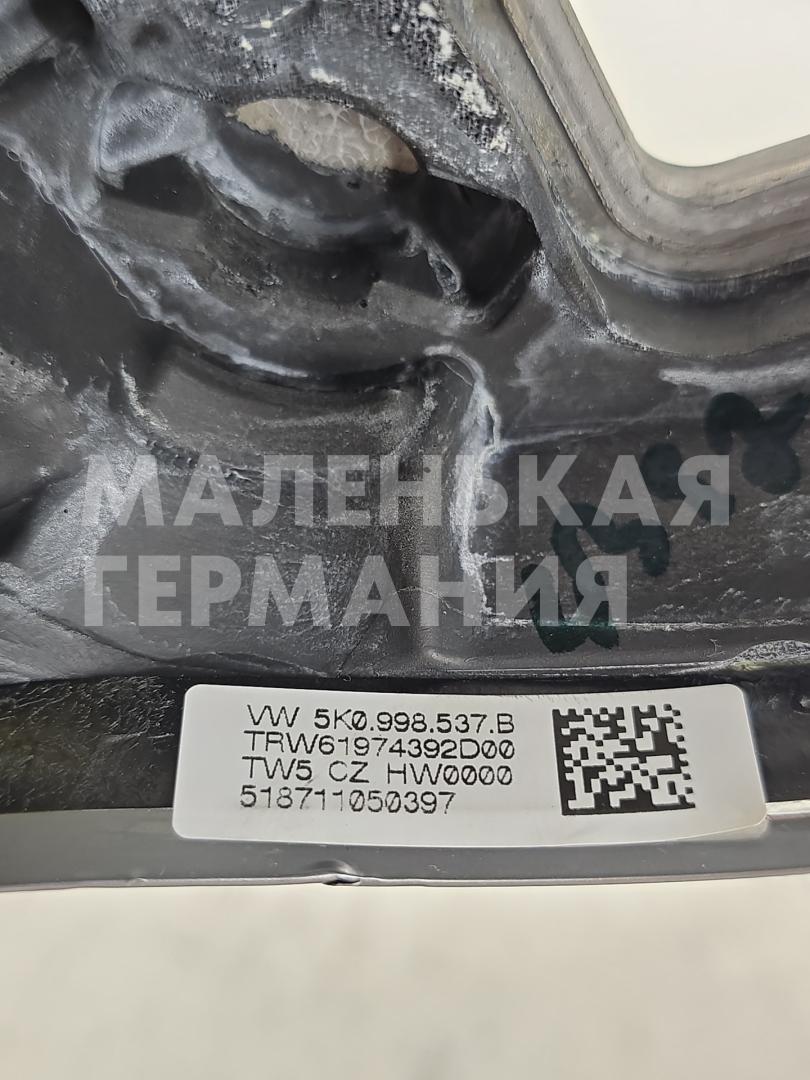 МАЛЕНЬКАЯ
ГЕРМАНИЯ
VW 5K0.998.537.B
TRW61974392D00
TW5 CZ HW0000
518711050397